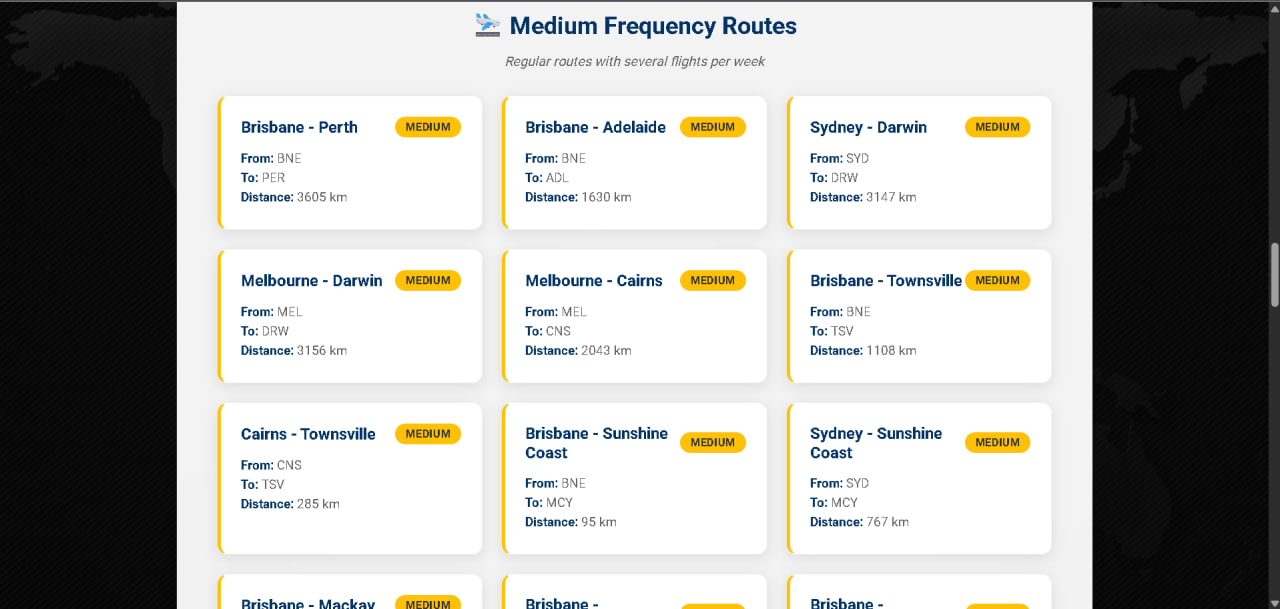 Medium Frequency Routes
Regular routes with several flights per week
Brisbane - Perth MEDIUM
From: BNE
To: PER
Distance: 3605 km
Brisbane - Adelaide MEDIUM
From: BNE
To: ADL
Distance: 1630 km
Sydney - Darwin MEDIUM
From: SYD
To: DRW
Distance: 3147 km
Melbourne - Darwin MEDIUM
From: MEL
To: DRW
Distance: 3156 km
Melbourne - Cairns MEDIUM
From: MEL
To: CNS
Distance: 2043 km
Brisbane - Townsville MEDIUM
From: BNE
To: TSV
Distance: 1108 km
Cairns - Townsville MEDIUM
From: CNS
To: TSV
Distance: 285 km
Brisbane - Sunshine
Coast MEDIUM
From: BNE
To: MCY
Distance: 95 km
Sydney - Sunshine
Coast MEDIUM
From: SYD
To: MCY
Distance: 767 km
Brisbane - Mackay MEDIUM
Brisbane -
Brisbane -